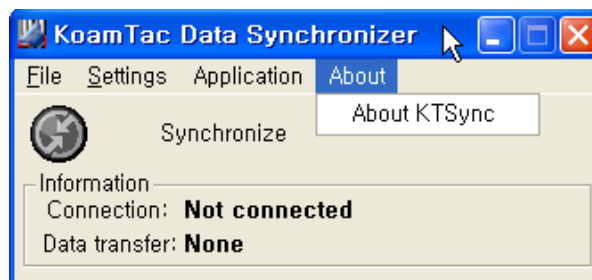 KoamTac Data Synchronizer
File Settings Application About
About KTSync
Synchronize
Information
Connection: Not connected
Data transfer: None